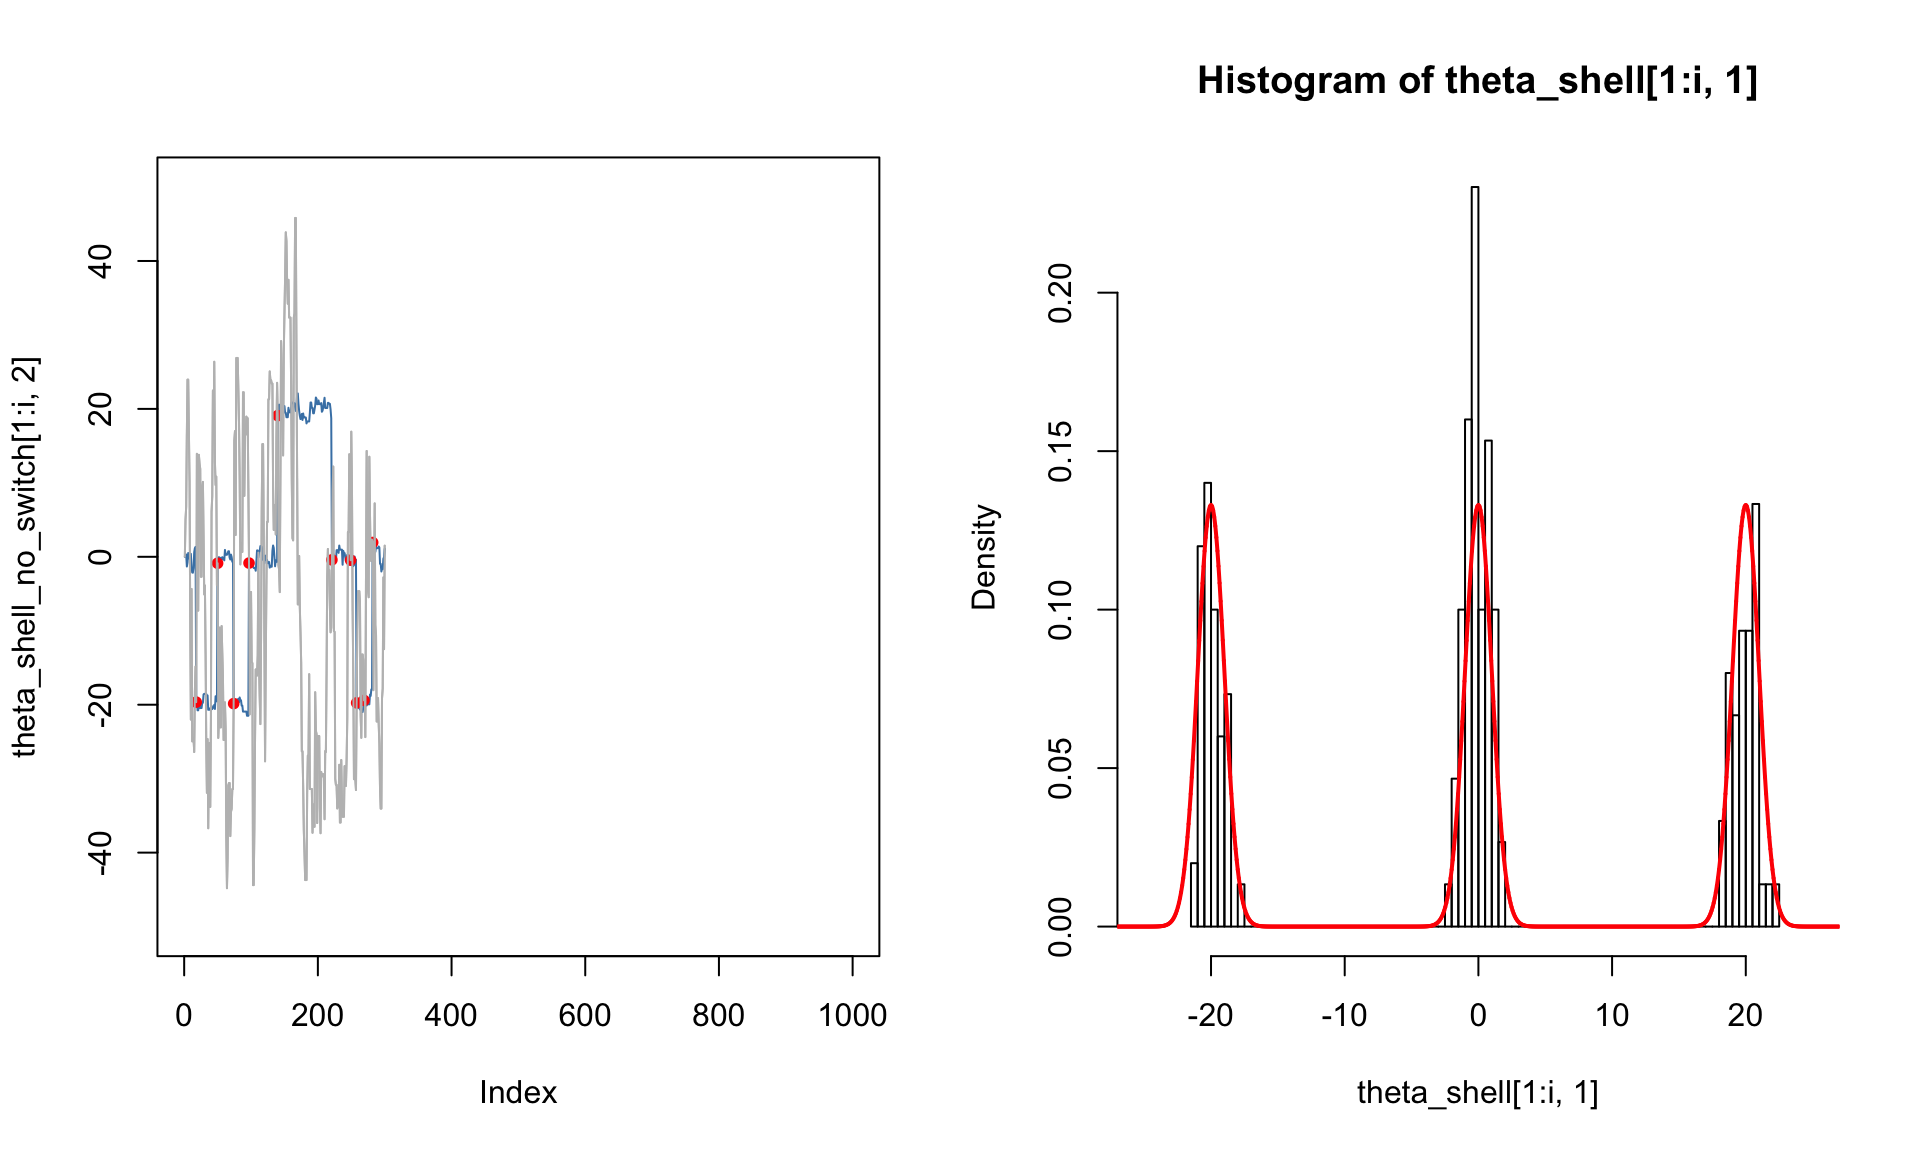 theta_shell_no_switch[1:i, 2]
40
20
0
-20
-40
0 200 400 600 800 1000
Index
Histogram of theta_shell[1:i, 1]
Density
0.20
0.15
0.10
0.05
0.00
-20 -10 0 10 20
theta_shell[1:i, 1]